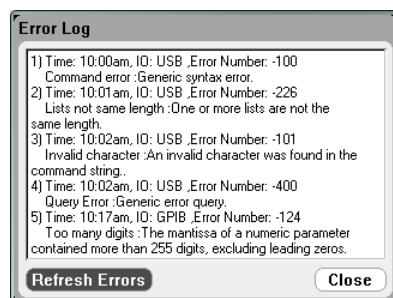 Error Log
1) Time: 10:00am, IO: USB ,Error Number: -100
Command error :Generic syntax error.
2) Time: 10:01am, IO: USB ,Error Number: -226
Lists not same length :One or more lists are not the
same length.
3) Time: 10:02am, IO: USB ,Error Number: -101
Invalid character :An invalid character was found in the
command string..
4) Time: 10:02am, IO: USB ,Error Number: -400
Query Error :Generic error query.
5) Time: 10:17am, IO: GPIB ,Error Number: -124
Too many digits :The mantissa of a numeric parameter
contained more than 255 digits, excluding leading zeros.
Refresh Errors
Close